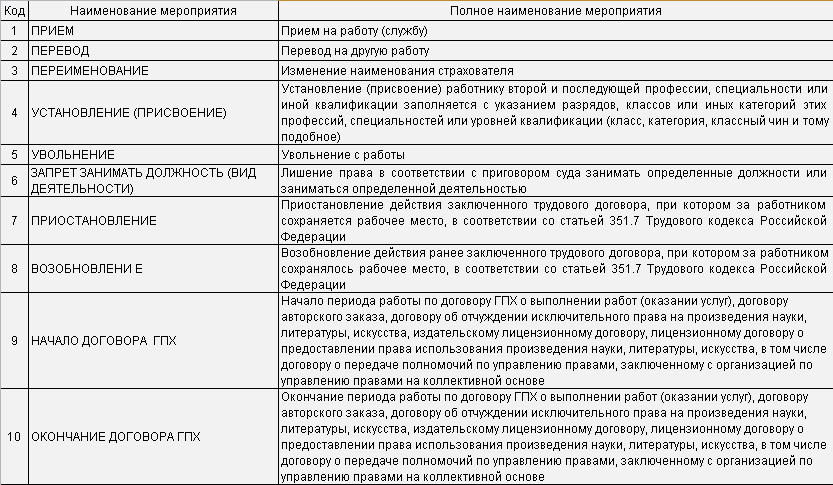 Код Наименование мероприятия Полное наименование мероприятия
1 ПРИЕМ Прием на работу (службу)
2 ПЕРЕВОД Перевод на другую работу
3 ПЕРЕИМЕНОВАНИЕ Изменение наименования страхователя
4 УСТАНОВЛЕНИЕ (ПРИСВОЕНИЕ)
Установление (присвоение) работнику второй и последующей профессии, специальности или
иной квалификации заполняется с указанием разрядов, классов или иных категорий этих
профессий, специальностей или уровней квалификации (класс, категория, классный чин и тому
подобное)
5 УВОЛЬНЕНИЕ Увольнение с работы
6 ЗАПРЕТ ЗАНИМАТЬ ДОЛЖНОСТЬ (ВИД
ДЕЯТЕЛЬНОСТИ)
Лишение права в соответствии с приговором суда занимать определенные должности или
заниматься определенной деятельностью
7 ПРИОСТАНОВЛЕНИЕ
Приостановление действия заключенного трудового договора, при котором за работником
сохраняется рабочее место, в соответствии со статьей 351.7 Трудового кодекса Российской
Федерации
8 ВОЗОБНОВЛЕНИ Е
Возобновление действия ранее заключенного трудового договора, при котором за работником
сохранялось рабочее место, в соответствии со статьей 351.7 Трудового кодекса Российской
Федерации
9 НАЧАЛО ДОГОВОРА ГПХ
Начало периода работы по договору ГПХ о выполнении работ (оказании услуг), договору
авторского заказа, договору об отчуждении исключительного права на произведения науки,
литературы, искусства, издательскому лицензионному договору, лицензионному договору о
предоставлении права использования произведения науки, литературы, искусства, в том числе
договору о передаче полномочий по управлению правами, заключенному с организацией по
управлению правами на коллективной основе
10 ОКОНЧАНИЕ ДОГОВОРА ГПХ
Окончание периода работы по договору ГПХ о выполнении работ (оказании услуг), договору
авторского заказа, договору об отчуждении исключительного права на произведения науки,
литературы, искусства, издательскому лицензионному договору, лицензионному договору о
предоставлении права использования произведения науки, литературы, искусства, в том числе
договору о передаче полномочий по управлению правами, заключенному с организацией по
управлению правами на коллективной основе